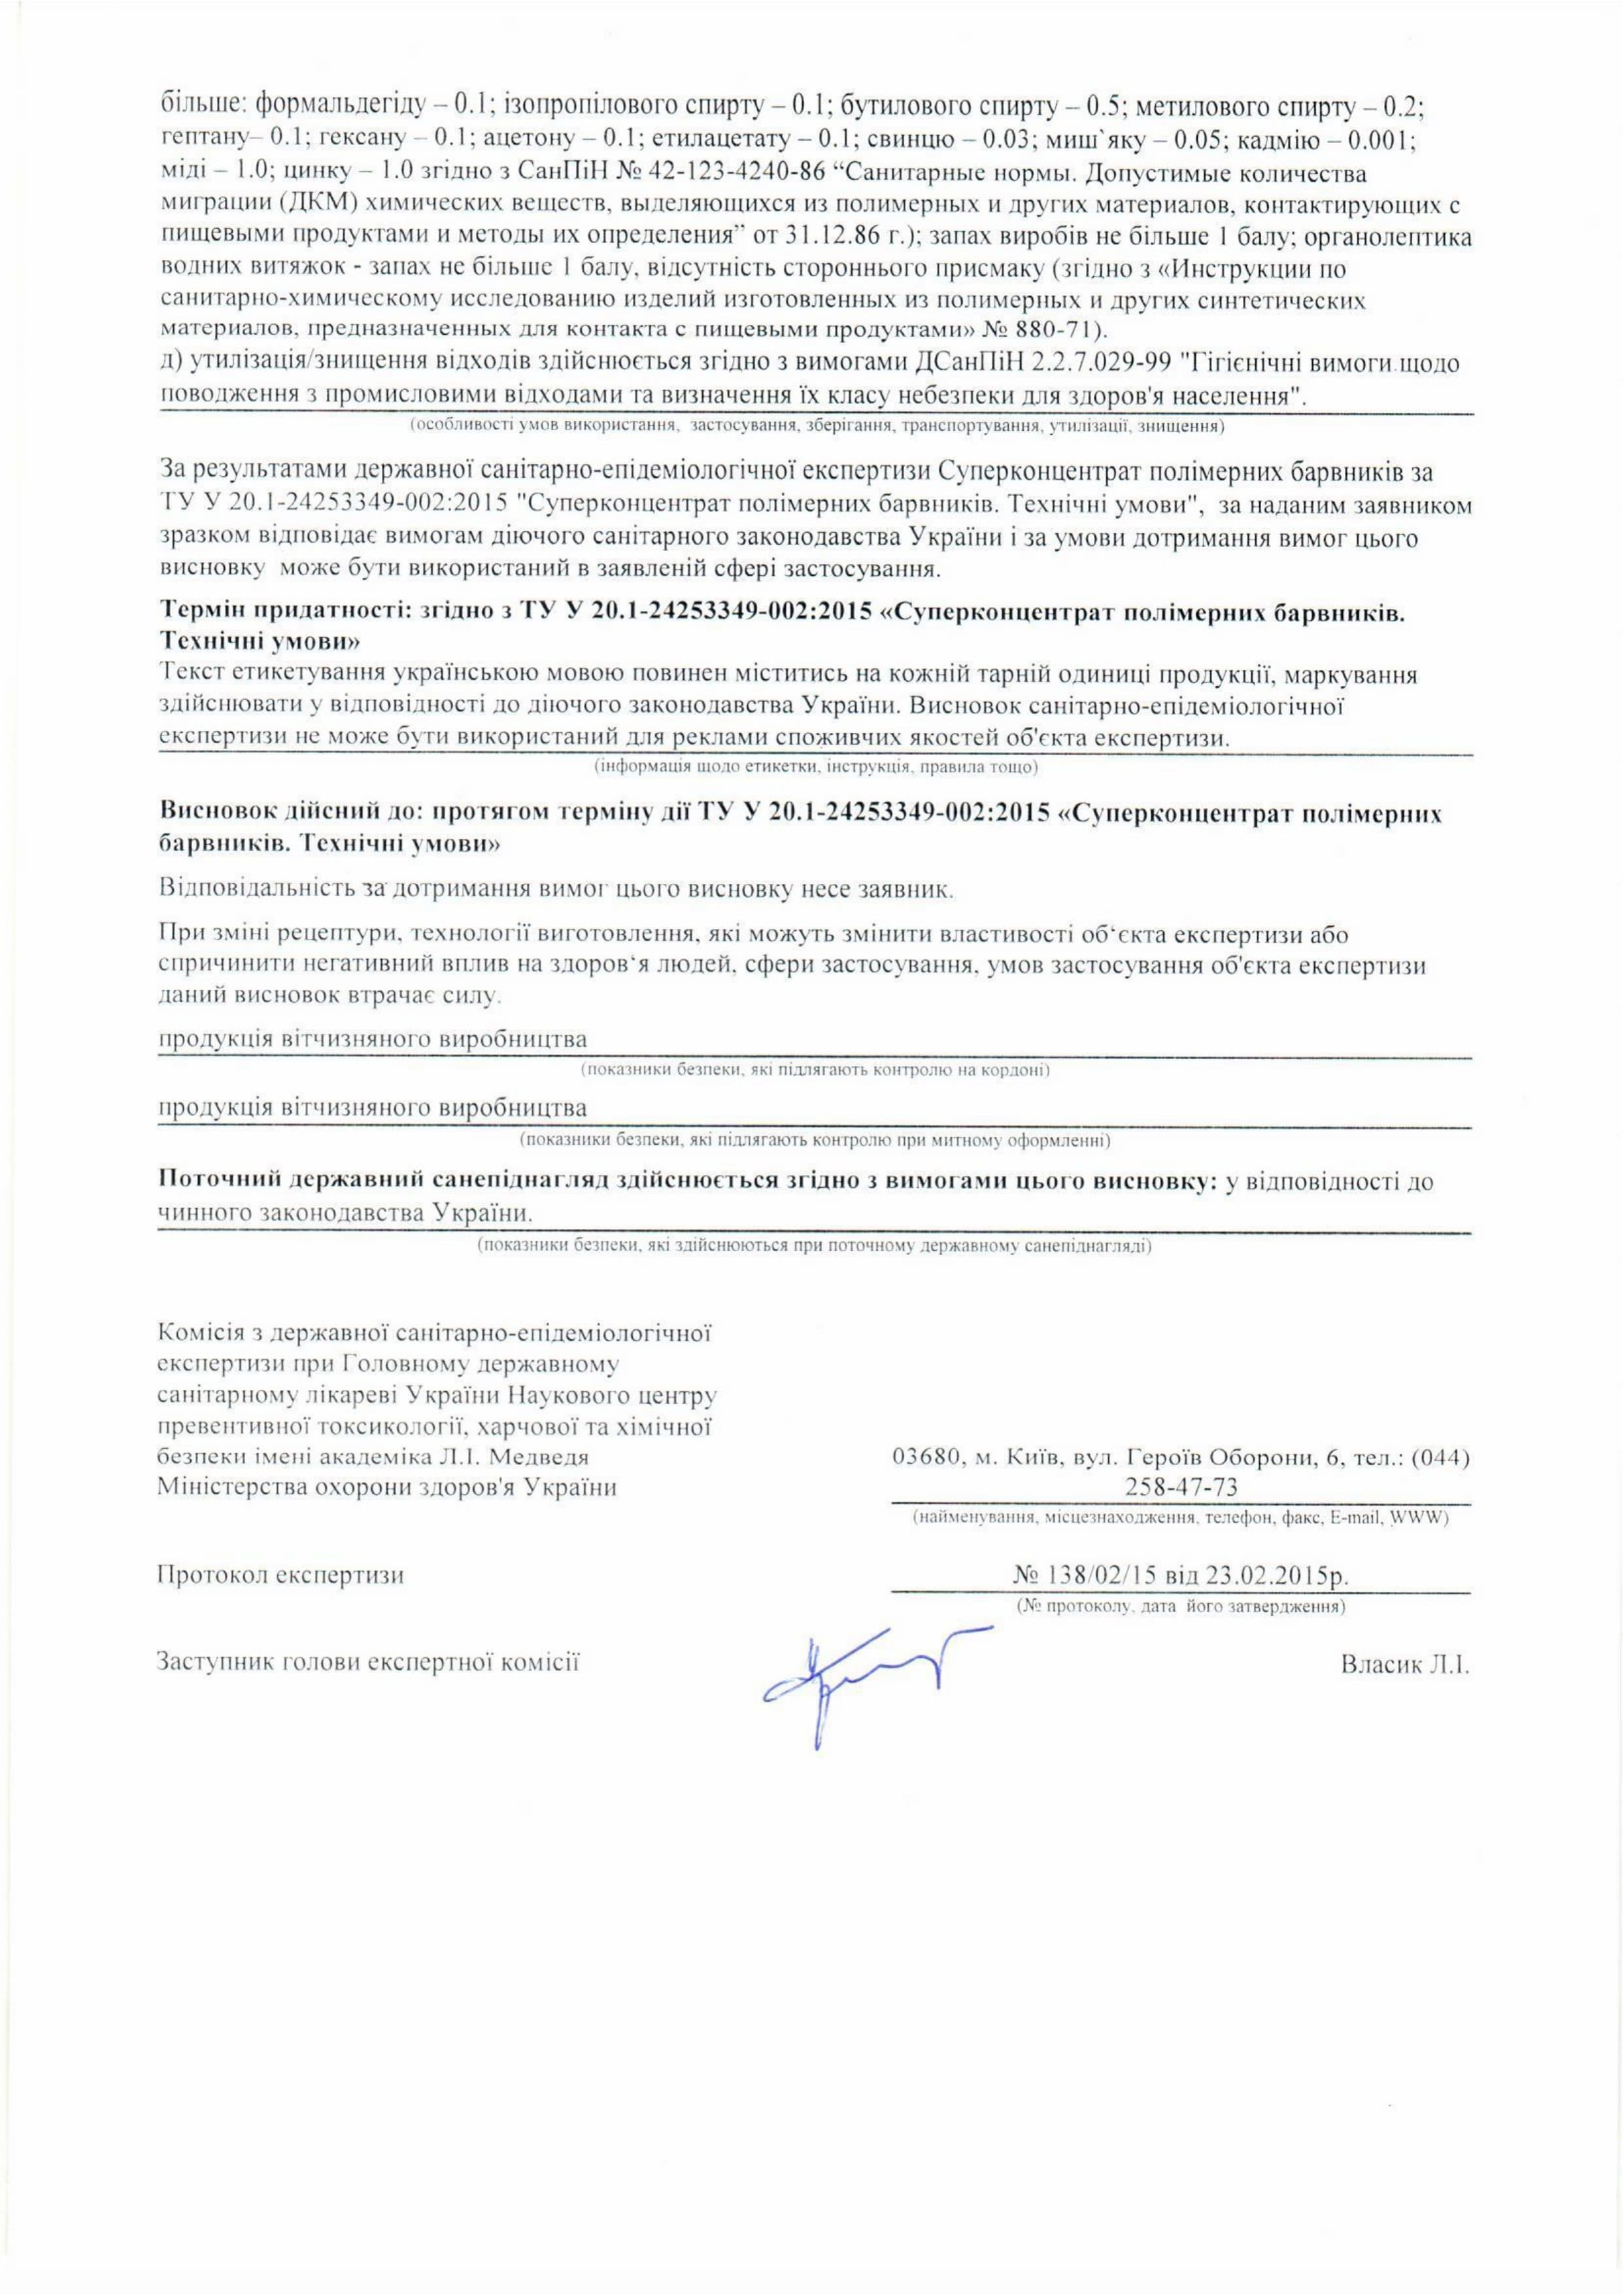 більше: формальдегіду – 0.1; ізопропілового спирту – 0.1; бутилового спирту – 0.5; метилового спирту – 0.2;
гептану– 0.1; гексану – 0.1; ацетону – 0.1; етилацетату – 0.1; свинцю – 0.03; миш`яку – 0.05; кадмію – 0.001;
міді – 1.0; цинку – 1.0 згідно з СанПіН № 42-123-4240-86 “Санитарные нормы. Допустимые количества
миграции (ДКМ) химических веществ, выделяющихся из полимерных и других материалов, контактирующих с
пищевыми продуктами и методы их определения” от 31.12.86 г.); запах виробів не більше 1 балу; органолептика
водних витяжок - запах не більше 1 балу, відсутність стороннього присмаку (згідно з «Инструкции по
санитарно-химическому исследованию изделий изготовленных из полимерных и других синтетических
материалов, предназначенных для контакта с пищевыми продуктами» № 880-71).
д) утилізація/знищення відходів здійснюється згідно з вимогами ДСанПіН 2.2.7.029-99 "Гігієнічні вимоги щодо
поводження з промисловими відходами та визначення їх класу небезпеки для здоров'я населення".
(особливості умов використання, застосування, зберігання, транспортування, утилізації, знищення)
За результатами державної санітарно-епідеміологічної експертизи Суперконцентрат полімерних барвників за
ТУ У 20.1-24253349-002:2015 "Суперконцентрат полімерних барвників. Технічні умови", за наданим заявником
зразком відповідає вимогам діючого санітарного законодавства України і за умови дотримання вимог цього
висновку може бути використаний в заявленій сфері застосування.
Термін придатності: згідно з ТУ У 20.1-24253349-002:2015 «Суперконцентрат полімерних барвників.
Технічні умови»
Текст етикетування українською мовою повинен міститись на кожній тарній одиниці продукції, маркування
здійснювати у відповідності до діючого законодавства України. Висновок санітарно-епідеміологічної
експертизи не може бути використаний для реклами споживчих якостей об'єкта експертизи.
(інформація щодо етикетки, інструкція, правила тощо)
Висновок дійсний до: протягом терміну дії ТУ У 20.1-24253349-002:2015 «Суперконцентрат полімерних
барвників. Технічні умови»
Відповідальність за дотримання вимог цього висновку несе заявник.
При зміні рецептури, технології виготовлення, які можуть змінити властивості об‘єкта експертизи або
спричинити негативний вплив на здоров‘я людей, сфери застосування, умов застосування об'єкта експертизи
даний висновок втрачає силу.
продукція вітчизняного виробництва
(показники безпеки, які підлягають контролю на кордоні)
продукція вітчизняного виробництва
(показники безпеки, які підлягають контролю при митному оформленні)
Поточний державний санепіднагляд здійснюється згідно з вимогами цього висновку: у відповідності до
чинного законодавства України.
(показники безпеки, які здійснюються при поточному державному санепіднагляді)
Комісія з державної санітарно-епідеміологічної
експертизи при Головному державному
санітарному лікареві України Наукового центру
превентивної токсикології, харчової та хімічної
безпеки імені академіка Л.І. Медведя
Міністерства охорони здоров'я України
03680, м. Київ, вул. Героїв Оборони, 6, тел.: (044)
258-47-73
(найменування, місцезнаходження, телефон, факс, E-mail, WWW)
Протокол експертизи
№ 138/02/15 від 23.02.2015р.
(№ протоколу, дата його затвердження)
Заступник голови експертної комісії
Власик Л.І.